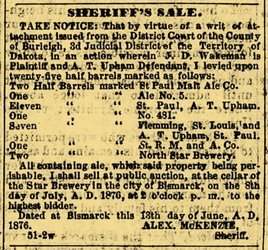 SHERIFF'S SALE.
TAKE NOTICE: That by virtue of a writ of at-
tachment issued from the District Court of the County
of Burleigh, 3d Judicial District of the Territory of
Dakota, in an action wherein J. D. Wakeman is
Plaintiff and A. T. Upham Defendant, I levied upon
twenty-five half barrels marked as follows:
Two Half Barrels marked St Paul Malt Ale Co.
One " " " Ale No. 5.
Eleven " " " St. Paul, A. T. Upham.
One " " " No. 481.
Seven " " " Flemming, St. Louis, and
A. T. Upham, St. Paul.
One " " " St. R. M. and A. Co.
Two " " " North Star Brewery.
All containing ale, which said property being per-
ishable, I shall sell at public auction, at the cellar of
the Star Brewery in the city of Bismarck, on the 8th
day of July, A. D. 1876, at 2 o'clock p. m., to the
highest bidder.
Dated at Bismarck this 13th day of June, A. D.
1876. ALEX. McKENZIE,
51-2w Sheriff.